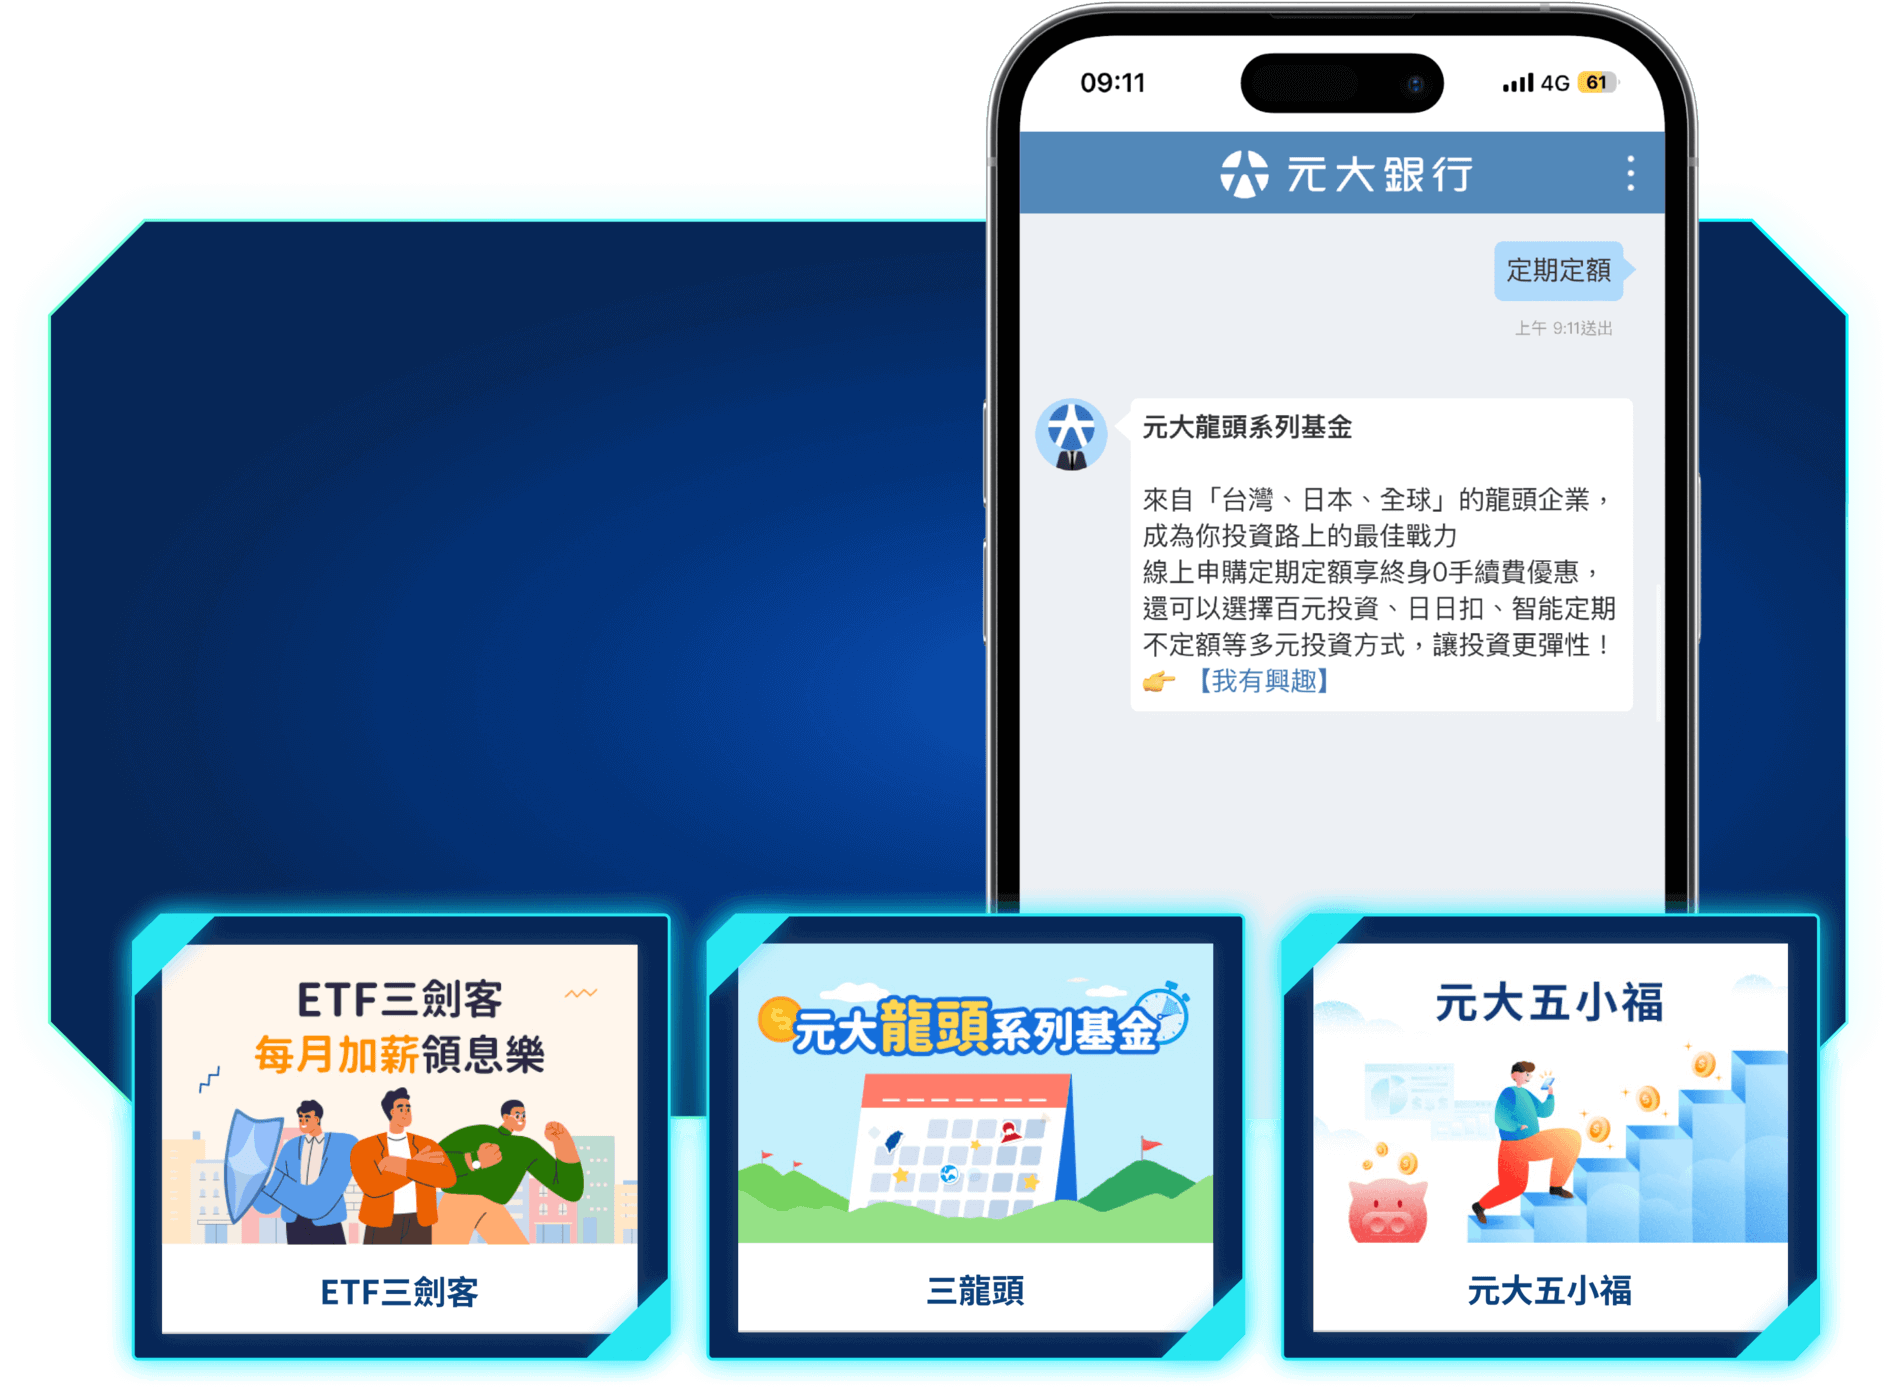 09:11
4G 61
元大銀行
定期定額
上午 9:11送出
元大龍頭系列基金
來自「台灣、日本、全球」的龍頭企業，
成為你投資路上的最佳戰力
線上申購定期定額享終身0手續費優惠，
還可以選擇百元投資、日日扣、智能定期
不定額等多元投資方式，讓投資更彈性！
👉 【我有興趣】
ETF三劍客
每月加薪領息樂
ETF三劍客
元大龍頭系列基金
三龍頭
元大五小福
元大五小福